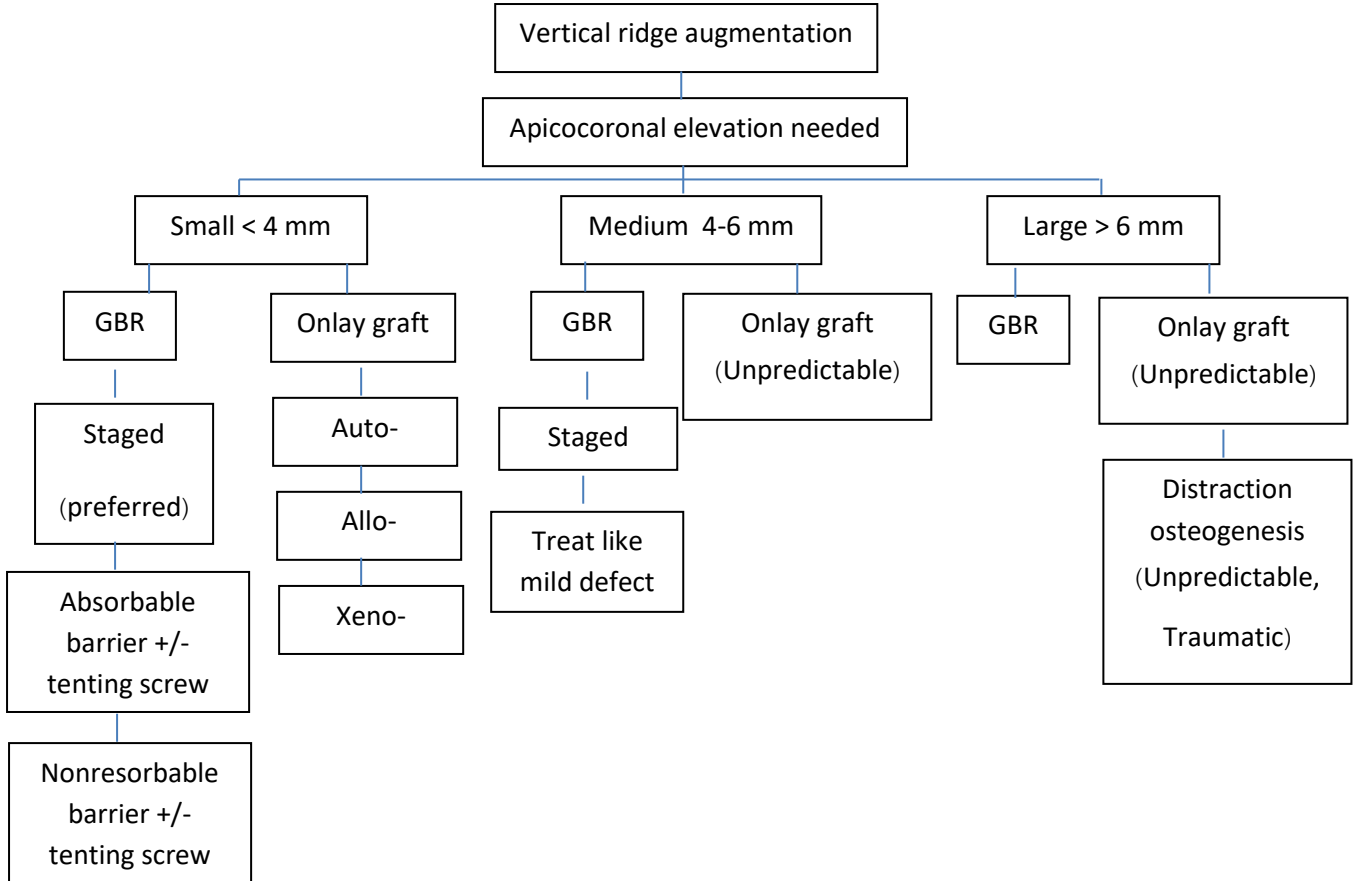 Vertical ridge augmentation
Apicocoronal elevation needed
Small < 4 mm
Medium 4-6 mm
Large > 6 mm
GBR
Onlay graft
GBR
Onlay graft
(Unpredictable)
GBR
Onlay graft
(Unpredictable)
Staged
(preferred)
Auto-
Staged
Distraction
osteogenesis
(Unpredictable,
Traumatic)
Allo-
Treat like
mild defect
Absorbable
barrier +/-
tenting screw
Xeno-
Nonresorbable
barrier +/-
tenting screw